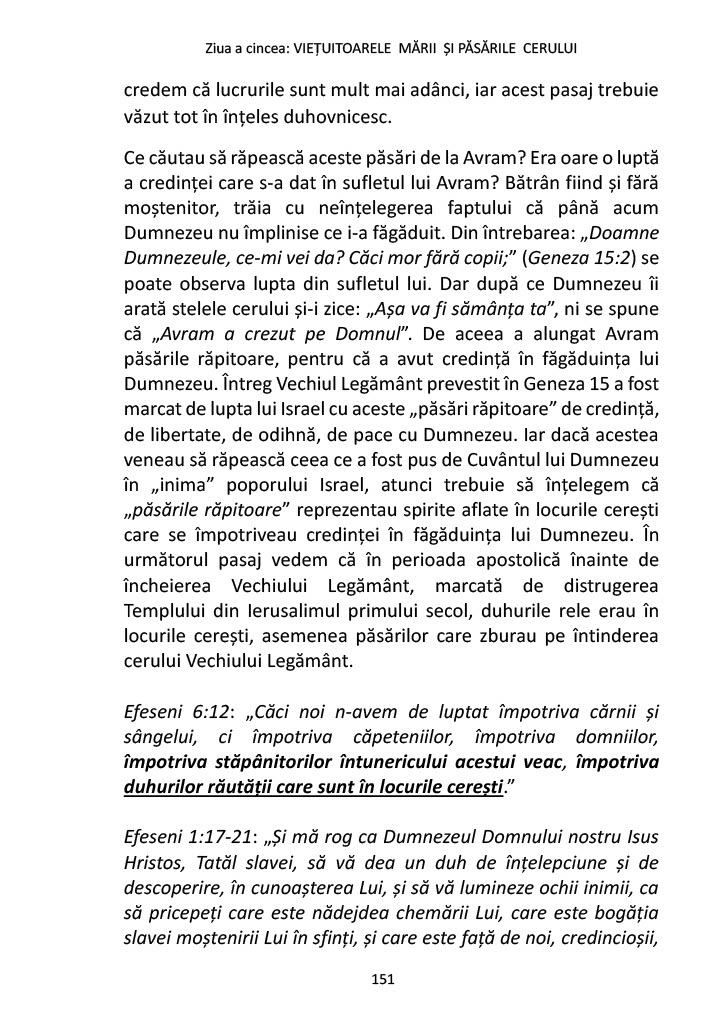 Ziua a cincea: VIEȚUITOARELE MĂRII ȘI PĂSĂRILE CERULUI
credem că lucrurile sunt mult mai adânci, iar acest pasaj trebuie
văzut tot în înțeles duhovnicesc.
Ce căutau să răpească aceste păsări de la Avram? Era oare o luptă
a credinței care s-a dat în sufletul lui Avram? Bătrân fiind și fără
moștenitor, trăia cu neînțelegerea faptului că până acum
Dumnezeu nu împlinise ce i-a făgăduit. Din întrebarea: „Doamne
Dumnezeule, ce-mi vei da? Căci mor fără copii;” (Geneza 15:2) se
poate observa lupta din sufletul lui. Dar după ce Dumnezeu îi
arată stelele cerului și-i zice: „Așa va fi sămânța ta”, ni se spune
că „Avram a crezut pe Domnul”. De aceea a alungat Avram
păsările răpitoare, pentru că a avut credință în făgăduința lui
Dumnezeu. Întreg Vechiul Legământ prevestit în Geneza 15 a fost
marcat de lupta lui Israel cu aceste „păsări răpitoare” de credință,
de libertate, de odihnă, de pace cu Dumnezeu. Iar dacă acestea
veneau să răpească ceea ce a fost pus de Cuvântul lui Dumnezeu
în „inima” poporului Israel, atunci trebuie să înțelegem că
„păsările răpitoare” reprezentau spirite aflate în locurile cerești
care se împotriveau credinței în făgăduința lui Dumnezeu. În
următorul pasaj vedem că în perioada apostolică înainte de
încheierea Vechiului Legământ, marcată de distrugerea
Templului din Ierusalimul primului secol, duhurile rele erau în
locurile cerești, asemenea păsărilor care zburau pe întinderea
cerului Vechiului Legământ.
Efeseni 6:12: „Căci noi n-avem de luptat împotriva cărnii și
sângelui, ci împotriva căpeteniilor, împotriva domniilor,
împotriva stăpânitorilor întunericului acestui veac, împotriva
duhurilor răutății care sunt în locurile cerești.”
Efeseni 1:17-21: „Și mă rog ca Dumnezeul Domnului nostru Isus
Hristos, Tatăl slavei, să vă dea un duh de înțelepciune și de
descoperire, în cunoașterea Lui, și să vă lumineze ochii inimii, ca
să pricepeți care este nădejdea chemării Lui, care este bogăția
slavei moștenirii Lui în sfinți, și care este față de noi, credincioșii,
151